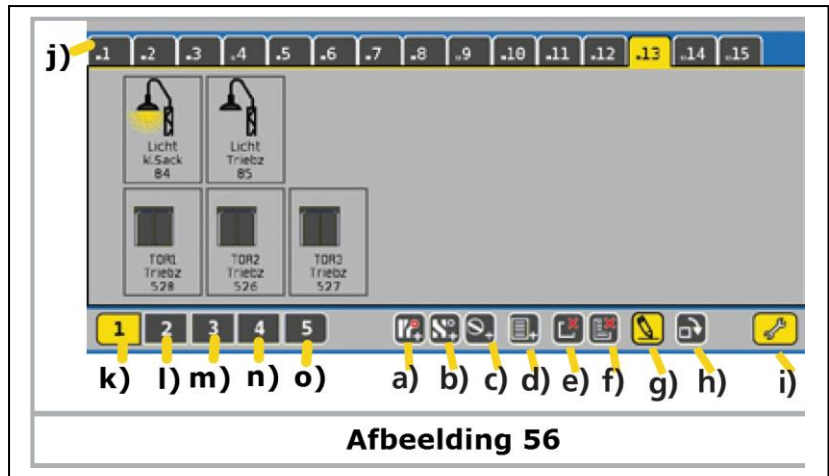 j) .1 .2 .3 .4 .5 .6 .7 .8 .9 .10 .11 .12 .13 .14 .15
Licht Licht
kl.Sack Triebz
84 85
TOR1 TOR2 TOR3
Triebz Triebz Triebz
528 526 527
1 2 3 4 5
k) l) m) n) o) a) b) c) d) e) f) g) h) i)
Afbeelding 56